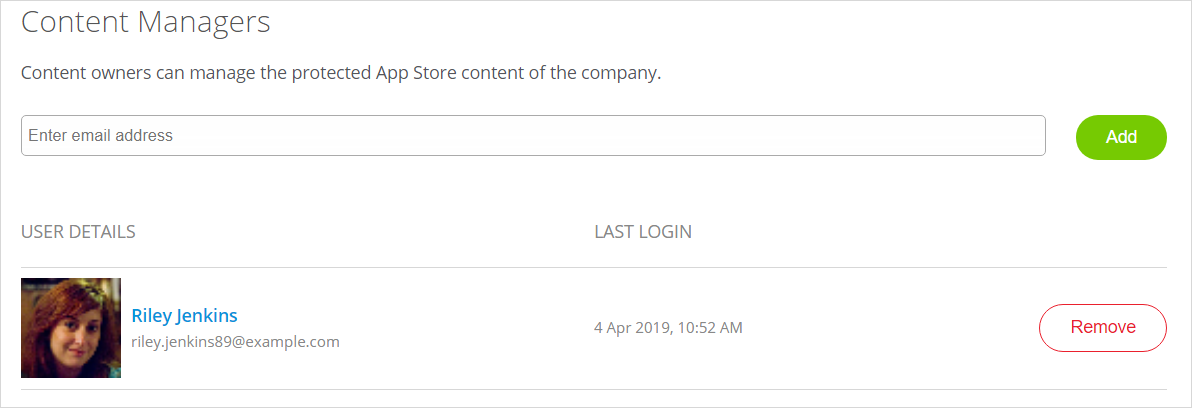 Content Managers
Content owners can manage the protected App Store content of the company.
Enter email address
Add
USER DETAILS
LAST LOGIN
Riley Jenkins
riley.jenkins89@example.com
4 Apr 2019, 10:52 AM
Remove